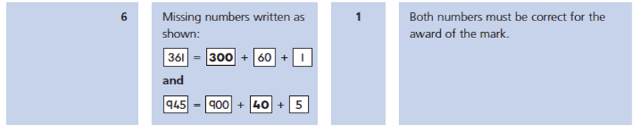 6
Missing numbers written as
shown:
361 = 300 + 60 + 1
and
945 = 900 + 40 + 5
1
Both numbers must be correct for the
award of the mark.